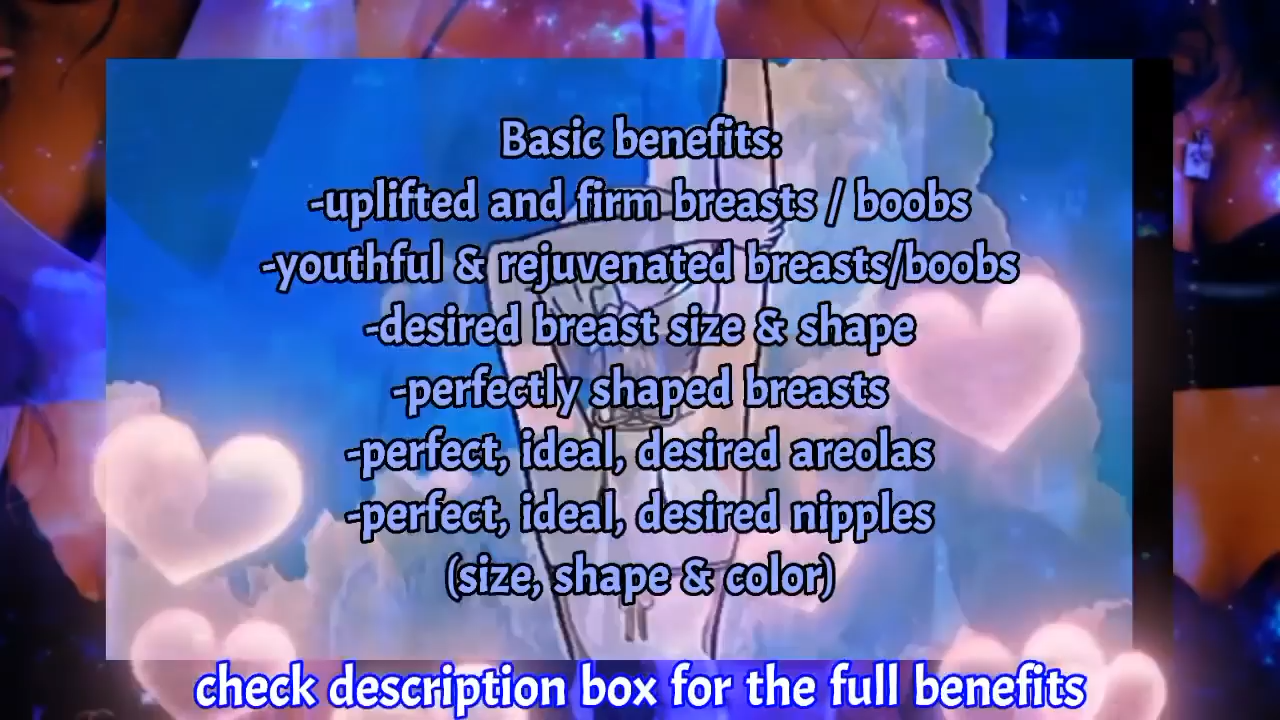 Basic benefits:
-uplifted and firm breasts / boobs
-youthful & rejuvenated breasts/boobs
-desired breast size & shape
-perfectly shaped breasts
-perfect, ideal, desired areolas
-perfect, ideal, desired nipples
(size, shape & color)
check description box for the full benefits